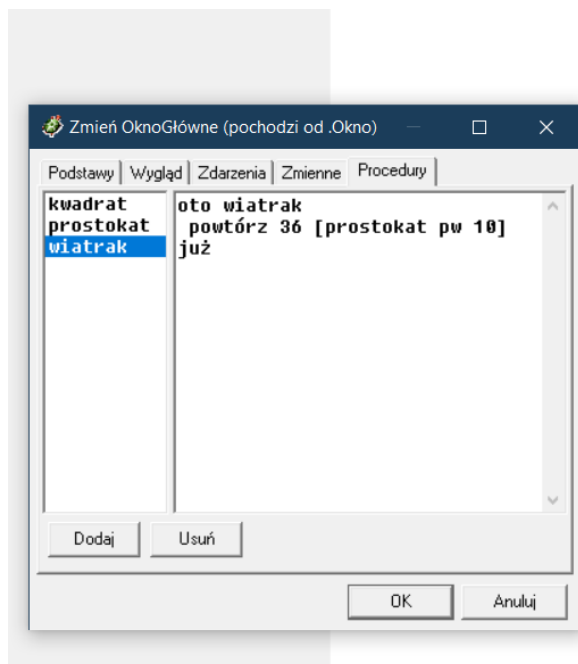 Zmień OknoGłówne (pochodzi od .Okno)
Podstawy Wygląd Zdarzenia Zmienne Procedury
kwadrat
prostokat
wiatrak
oto wiatrak
powtórz 36 [prostokat pw 10]
już
Dodaj Usuń
OK Anuluj